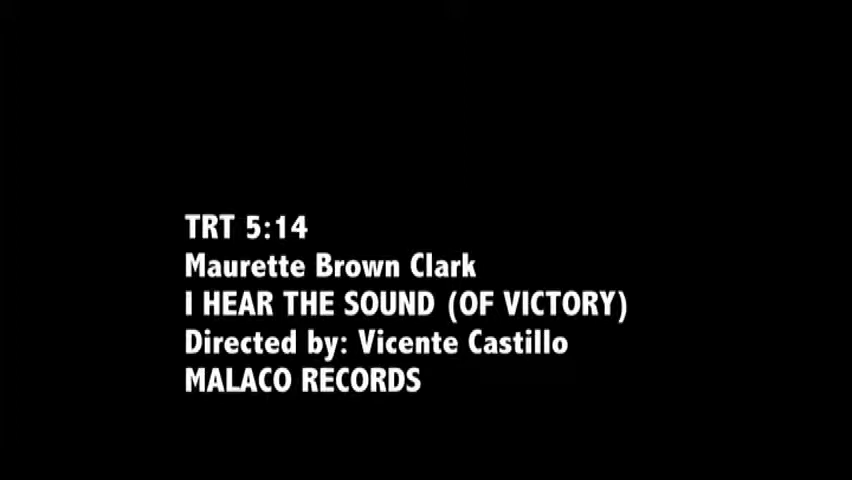 TRT 5:14
Maurette Brown Clark
I HEAR THE SOUND (OF VICTORY)
Directed by: Vicente Castillo
MALACO RECORDS